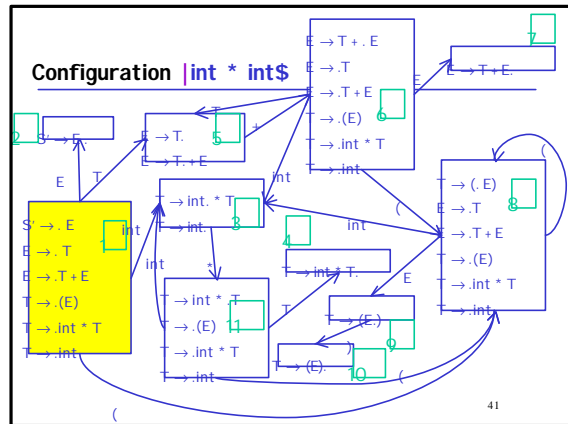 Configuration |int * int$
E → T + . E
E → .T
E → .T + E
T → .(E)
T → .int * T
T → .int
6
7
E → T + E.
E
2
S' → E.
E → T.
E → T. + E
5
T
+
E
T
int
(
(
S' → . E
E → . T
E → .T + E
T → .(E)
T → .int * T
T → .int
1
int
T → int. * T
3
int
int
*
4
T → int * T.
T
T → int * .T
T → .(E)
T → .int * T
T → .int
11
T → (. E)
E → .T
E → .T + E
T → .(E)
T → .int * T
T → .int
8
E
T → (E.)
9
)
T → (E).
10
(
(
41